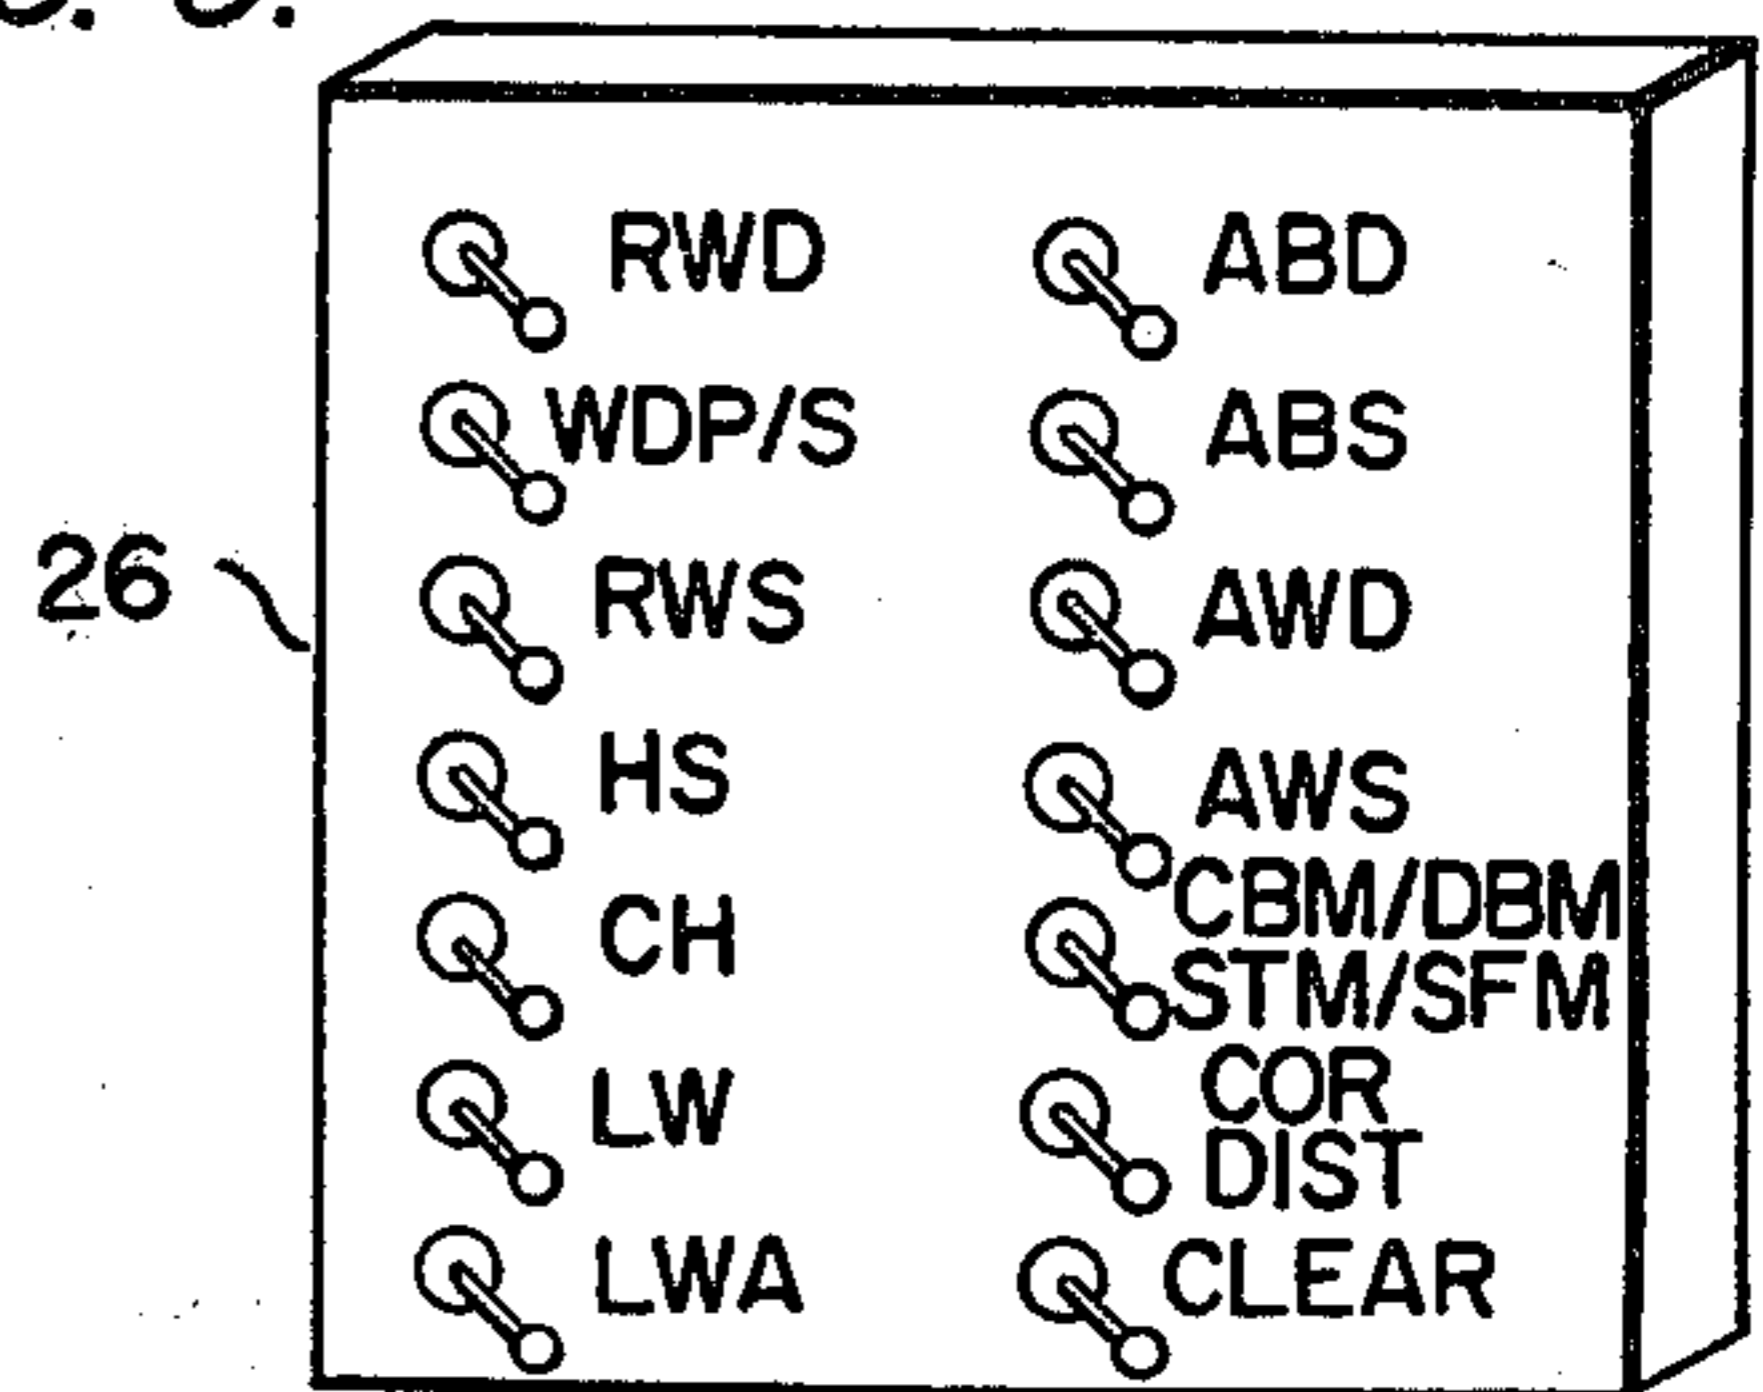 26
RWD
WDP/S
RWS
HS
CH
LW
LWA
ABD
ABS
AWD
AWS
CBM/DBM
STM/SFM
COR
DIST
CLEAR